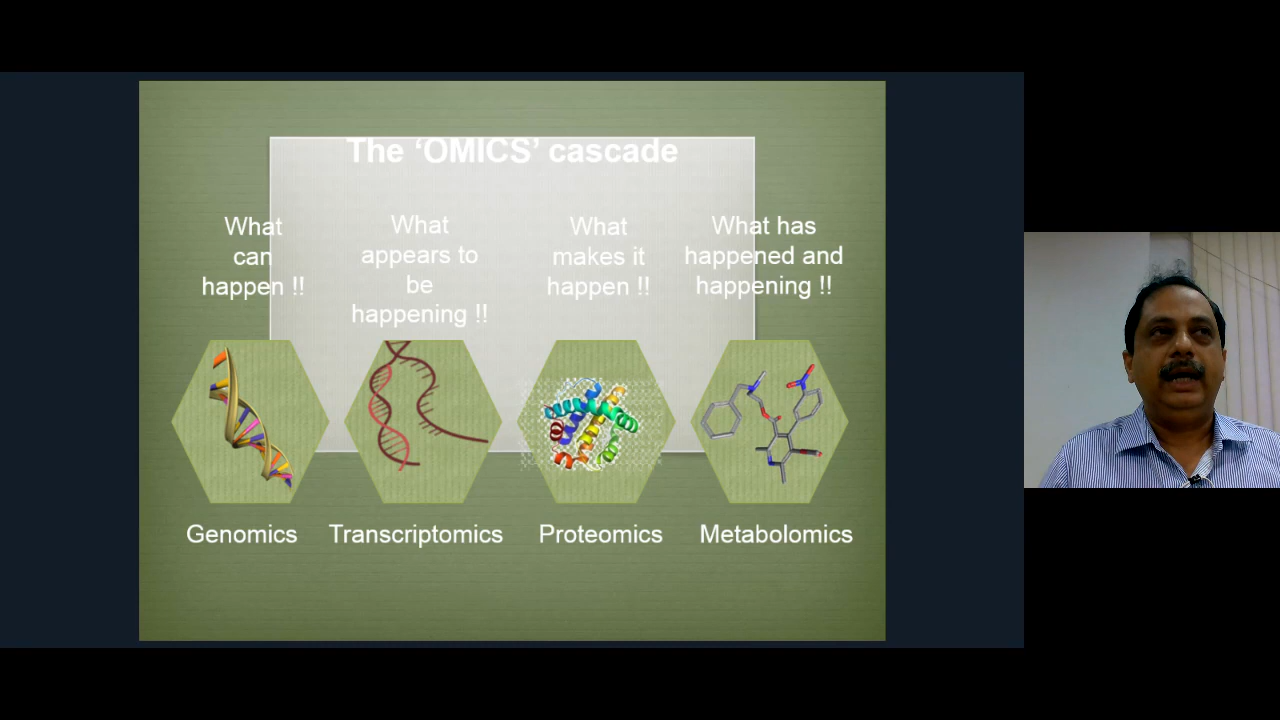 The ‘OMICS’ cascade
What
can
happen !!
What
appears to
be
happening !!
What
makes it
happen !!
What has
happened and
happening !!
Genomics
Transcriptomics
Proteomics
Metabolomics